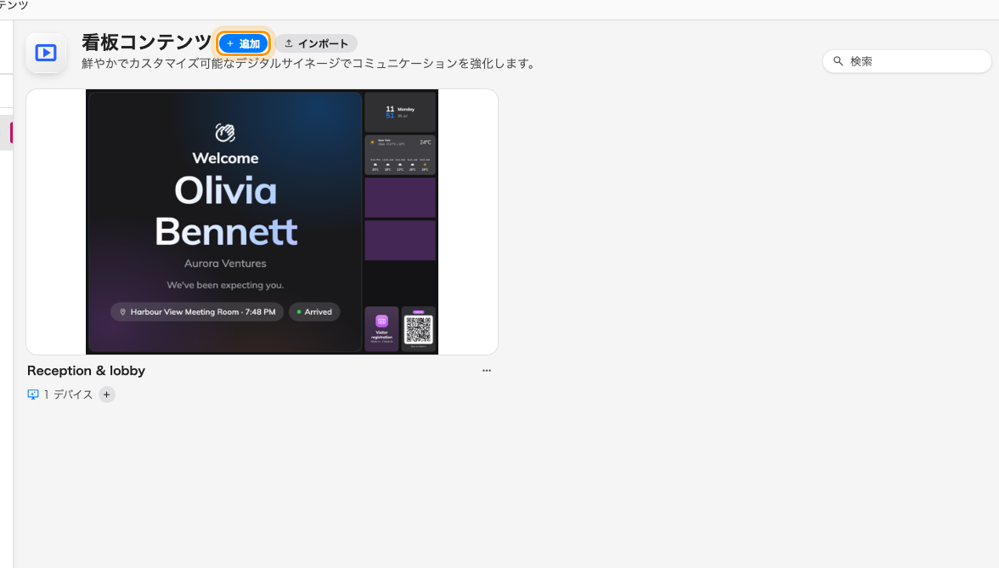 テンツ
看板コンテンツ
+ 追加
インポート
鮮やかでカスタマイズ可能なデジタルサイネージでコミュニケーションを強化します。
検索
Welcome
Olivia
Bennett
Aurora Ventures
We've been expecting you.
Harbour View Meeting Room · 7:48 PM
Arrived
11
51
Monday
24°C
Visitor
registration
Reception & lobby
1 デバイス
+